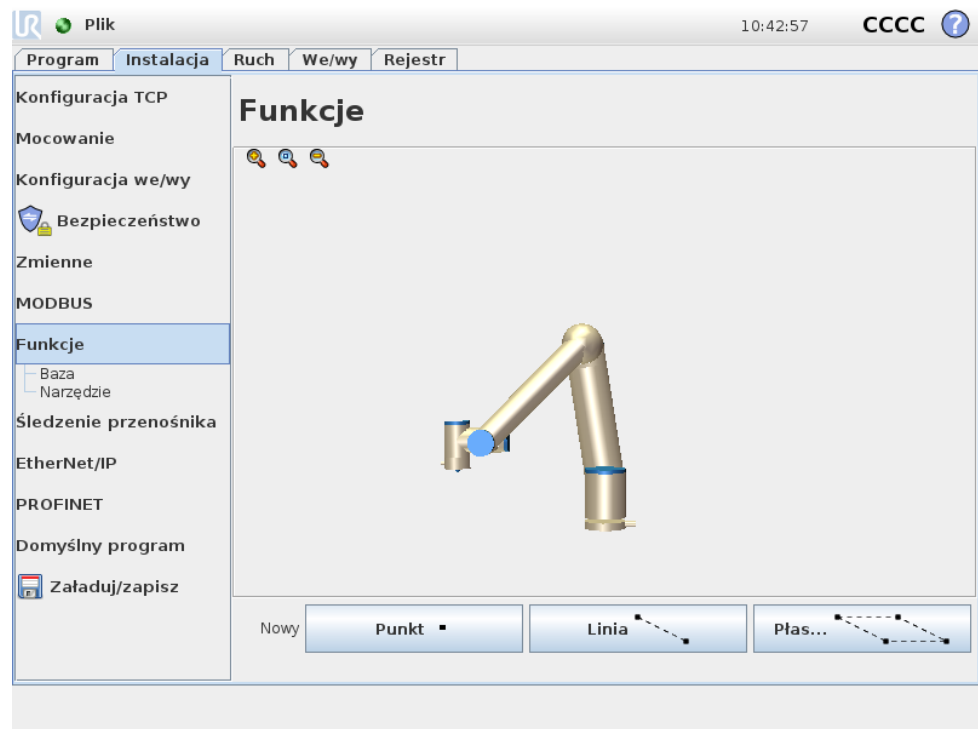 UR Plik 10:42:57 CCCC ?
Program Instalacja Ruch We/wy Rejestr
Konfiguracja TCP
Mocowanie
Konfiguracja we/wy
Bezpieczeństwo
Zmienne
MODBUS
Funkcje
Baza
Narzędzie
Śledzenie przenośnika
EtherNet/IP
PROFINET
Domyślny program
Załaduj/zapisz
Funkcje
Nowy Punkt Linia Płas...